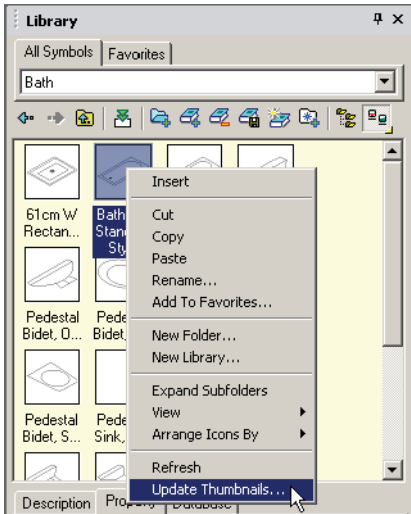 Library
All Symbols Favorites
Bath
61cm W
Rectan...
Bath
Stan
Sty
Pedestal
Bidet, O...
Pede
Bidet,
Pedestal
Bidet, S...
Pede
Sink,
Insert
Cut
Copy
Paste
Rename...
Add To Favorites...
New Folder...
New Library...
Expand Subfolders
View
Arrange Icons By
Refresh
Update Thumbnails...
Description Property Database